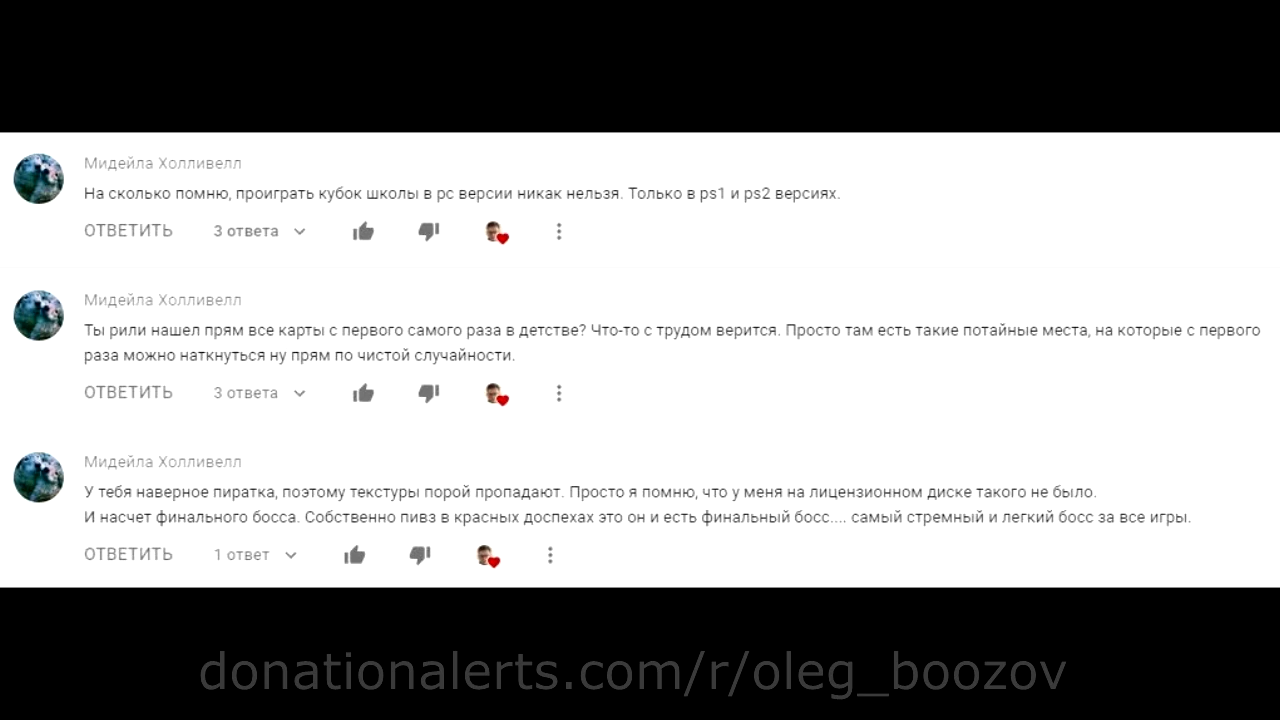 Мидейла Холливелл
На сколько помню, проиграть кубок школы в рс версии никак нельзя. Только в ps1 и ps2 версиях.
ОТВЕТИТЬ 3 ответа
Мидейла Холливелл
Ты рили нашел прям все карты с первого самого раза в детстве? Что-то с трудом верится. Просто там есть такие потайные места, на которые с первого
раза можно наткнуться ну прям по чистой случайности.
ОТВЕТИТЬ 3 ответа
Мидейла Холливелл
У тебя наверное пиратка, поэтому текстуры порой пропадают. Просто я помню, что у меня на лицензионном диске такого не было.
И насчет финального босса. Собственно пивз в красных доспехах это он и есть финальный босс.... самый стремный и легкий босс за все игры.
ОТВЕТИТЬ 1 ответ
donationalerts.com/r/oleg_boozov